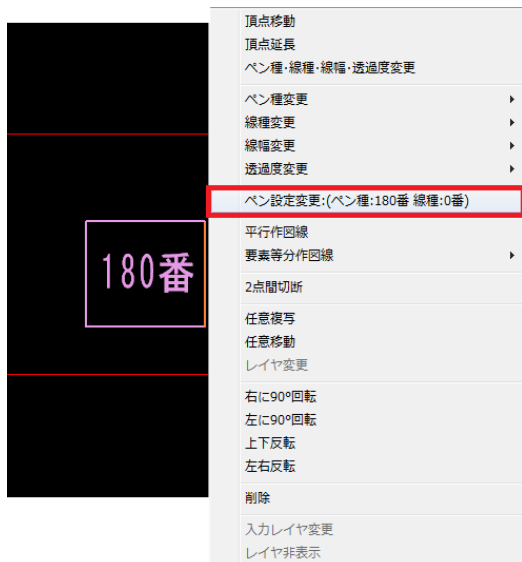 180番
頂点移動
頂点延長
ペン種・線種・線幅・透過度変更
ペン種変更
線種変更
線幅変更
透過度変更
ペン設定変更:(ペン種:180番 線種:0番)
平行作図線
要素等分作図線
2点間切断
任意複写
任意移動
レイヤ変更
右に90º回転
左に90º回転
上下反転
左右反転
削除
入力レイヤ変更
レイヤ非表示